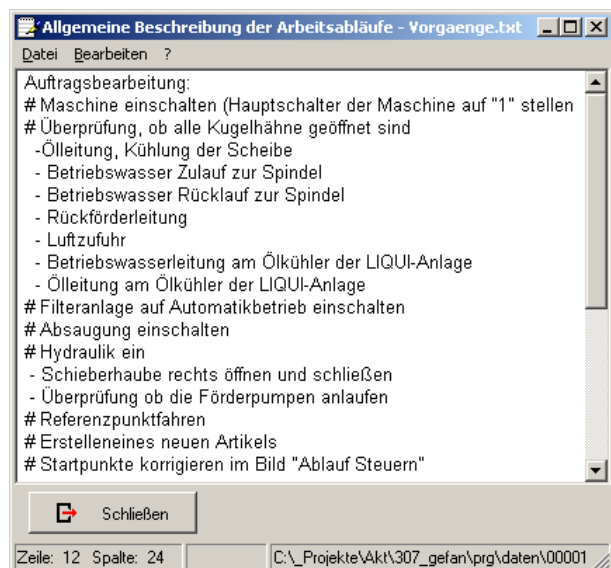 Allgemeine Beschreibung der Arbeitsabläufe - Vorgaenge.txt
Datei Bearbeiten ?
Auftragsbearbeitung:
# Maschine einschalten (Hauptschalter der Maschine auf "1" stellen
# Überprüfung, ob alle Kugelhähne geöffnet sind
-Ölleitung, Kühlung der Scheibe
- Betriebswasser Zulauf zur Spindel
- Betriebswasser Rücklauf zur Spindel
- Rückförderleitung
- Luftzufuhr
- Betriebswasserleitung am Ölkühler der LIQUI-Anlage
- Ölleitung am Ölkühler der LIQUI-Anlage
# Filteranlage auf Automatikbetrieb einschalten
# Absaugung einschalten
# Hydraulik ein
- Schieberhaube rechts öffnen und schließen
- Überprüfung ob die Förderpumpen anlaufen
# Referenzpunktfahren
# Erstelleneines neuen Artikels
# Startpunkte korrigieren im Bild "Ablauf Steuern"
Schließen
Zeile: 12 Spalte: 24 C:\_Projekte\Akt\307_gefan\prg\daten\00001